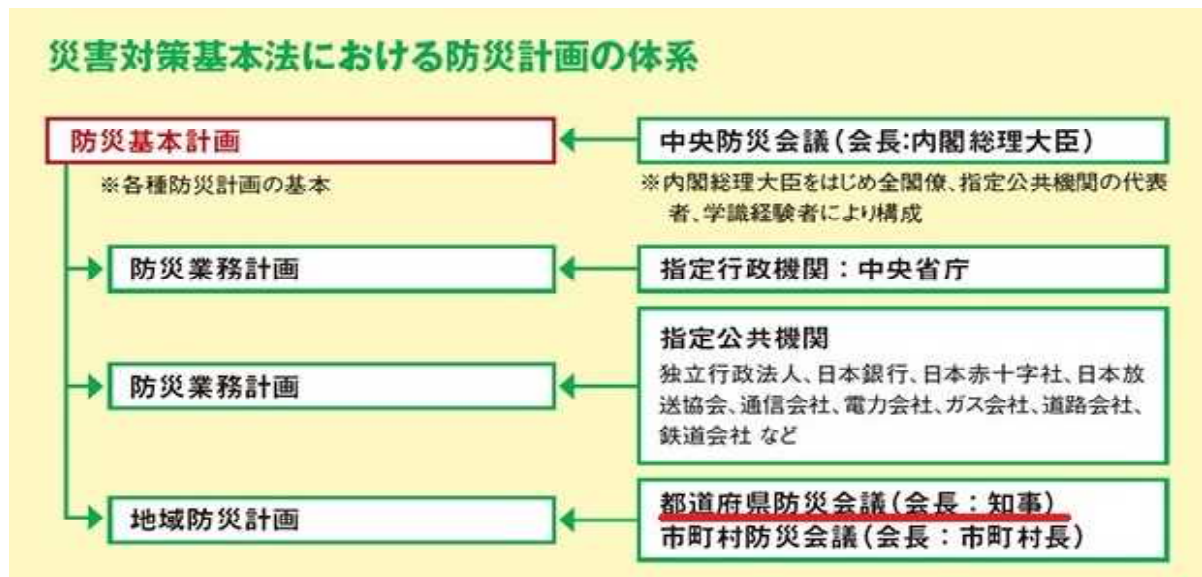 災害対策基本法における防災計画の体系
防災基本計画
中央防災会議(会長:内閣総理大臣)
※各種防災計画の基本
※内閣総理大臣をはじめ全閣僚、指定公共機関の代表
者、学識経験者により構成
防災業務計画
指定行政機関:中央省庁
防災業務計画
指定公共機関
独立行政法人、日本銀行、日本赤十字社、日本放
送協会、通信会社、電力会社、ガス会社、道路会社、
鉄道会社 など
地域防災計画
都道府県防災会議(会長:知事)
市町村防災会議(会長:市町村長)